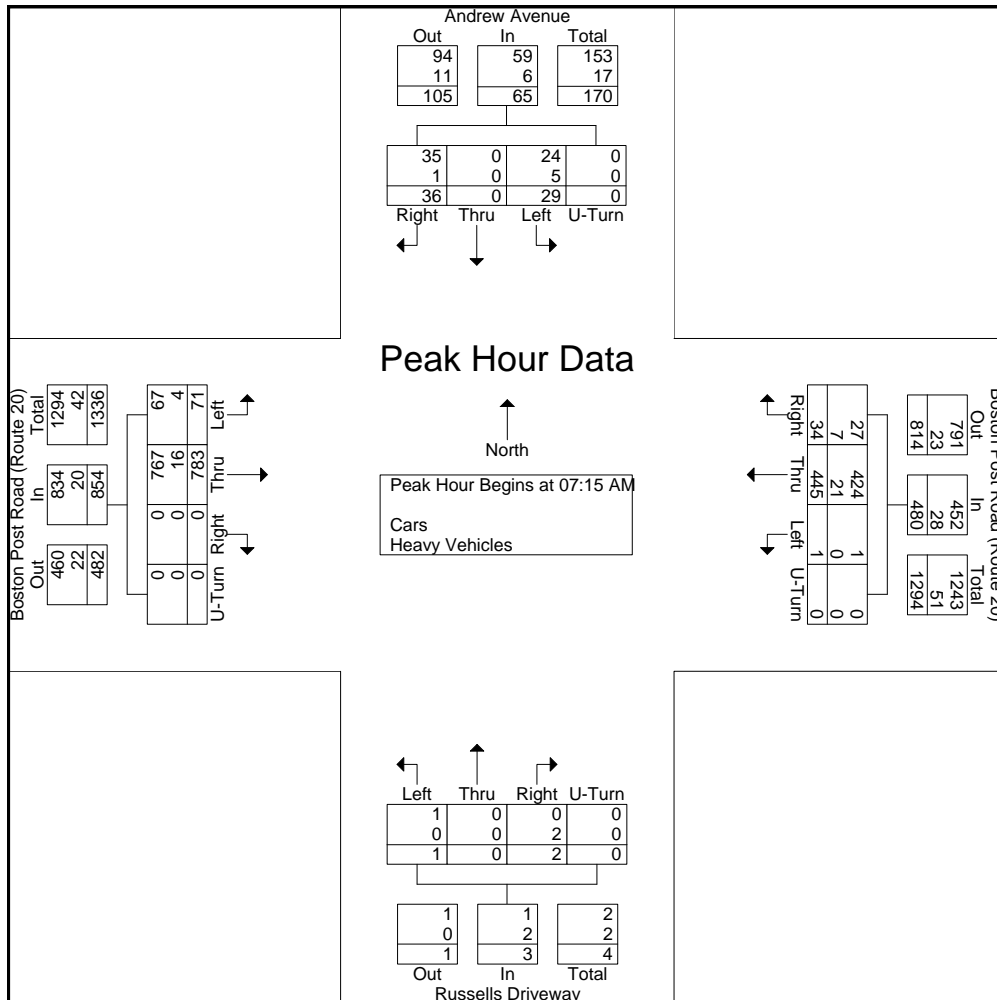 Andrew Avenue
Out In Total
94 59 153
11 6 17
105 65 170
35 0 24 0
1 0 5 0
36 0 29 0
Right Thru Left U-Turn
Peak Hour Data
North
Peak Hour Begins at 07:15 AM
Cars
Heavy Vehicles
Boston Post Road (Route 20)
Total In Out
1294 834 460
42 20 22
1336 854 482
67 767 0 0
4 16 0 0
71 783 0 0
Left Thru Right U-Turn
Boston Post Road (Route 20)
Out In Total
791 452 1243
23 28 51
814 480 1294
27 424 1 0
7 21 0 0
34 445 1 0
Right Thru Left U-Turn
Left Thru Right U-Turn
1 0 0 0
0 0 2 0
1 0 2 0
1 1 2
0 2 2
1 3 4
Out In Total
Russells Driveway